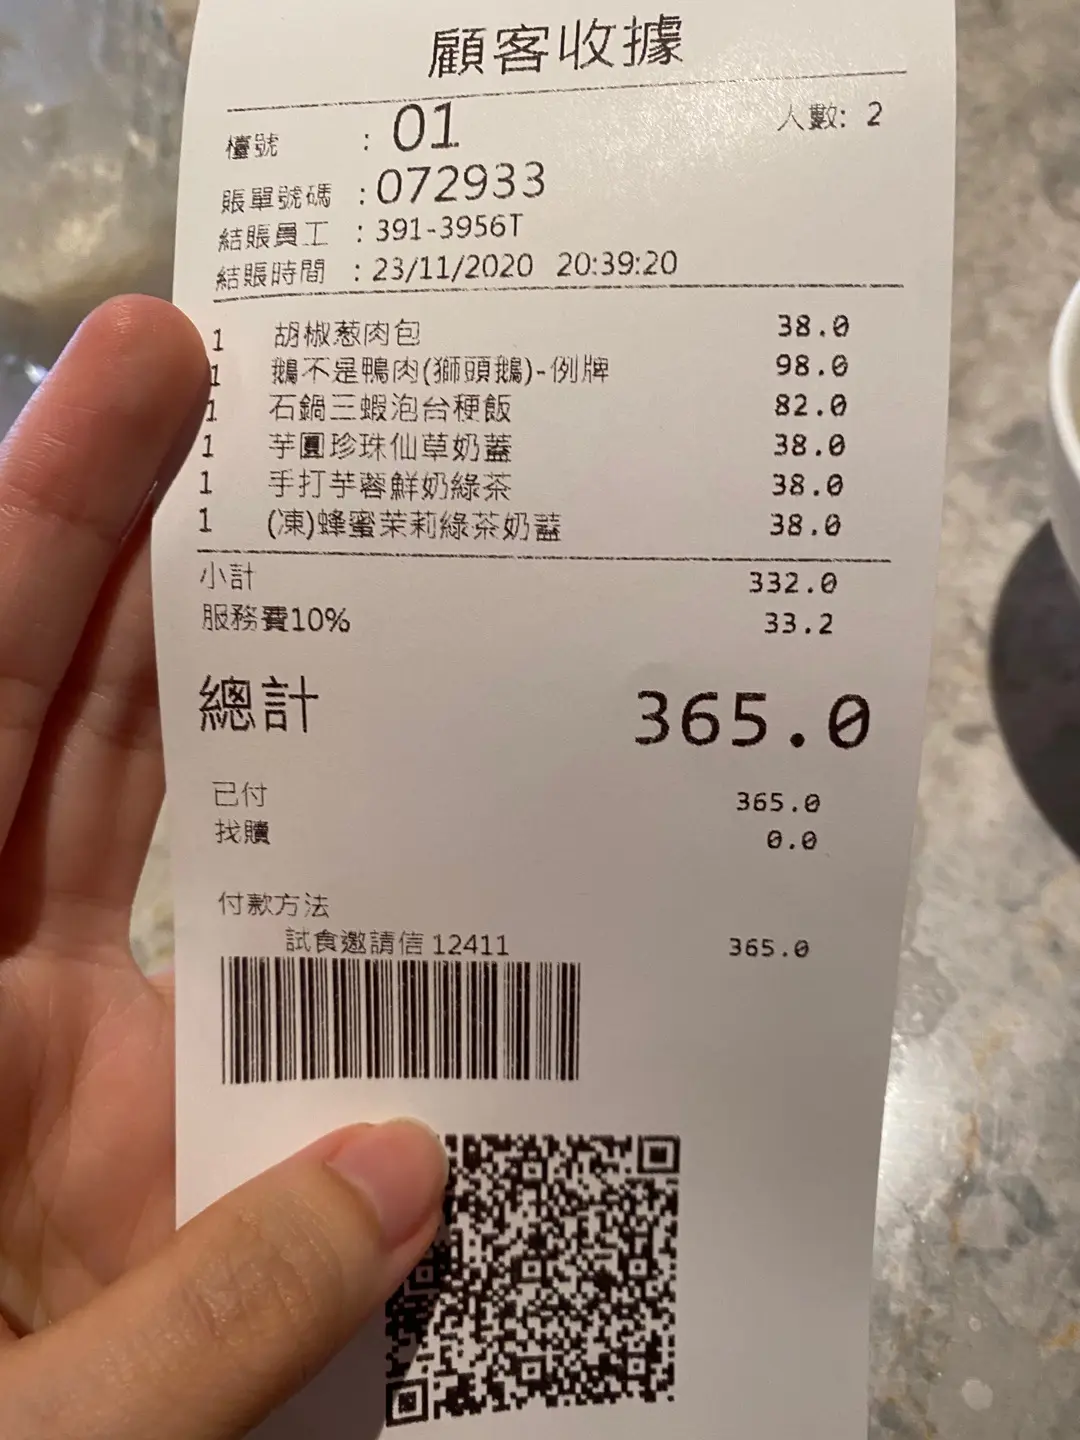 顧客收據
檯號 : 01 人數: 2
賬單號碼 : 072933
結賬員工 : 391-3956T
結賬時間 : 23/11/2020 20:39:20
1 胡椒葱肉包 38.0
1 鵝不是鴨肉(獅頭鵝)-例牌 98.0
1 石鍋三蝦泡台稉飯 82.0
1 芋圓珍珠仙草奶蓋 38.0
1 手打芋蓉鮮奶綠茶 38.0
1 (凍)蜂蜜茉莉綠茶奶蓋 38.0
小計 332.0
服務費10% 33.2
總計 365.0
已付 365.0
找贖 0.0
付款方法
試食邀請信 12411 365.0